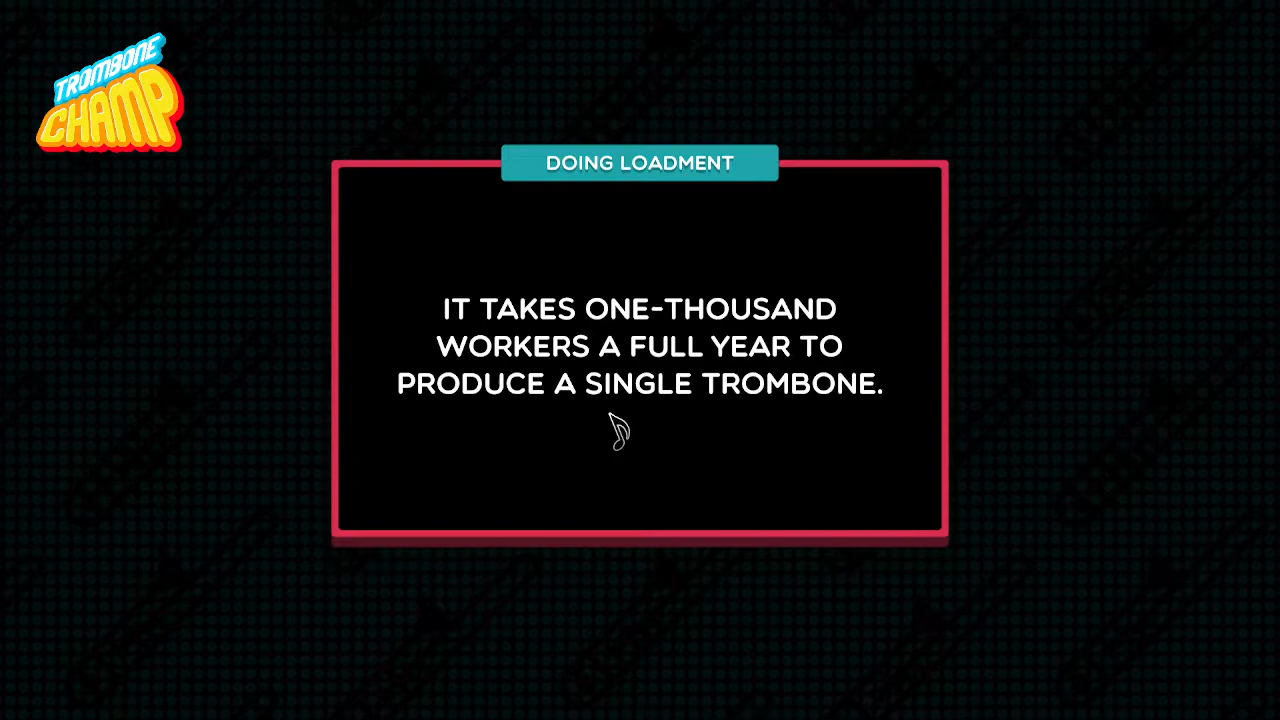 TROMBONE
CHAMP
DOING LOADMENT
IT TAKES ONE-THOUSAND
WORKERS A FULL YEAR TO
PRODUCE A SINGLE TROMBONE.